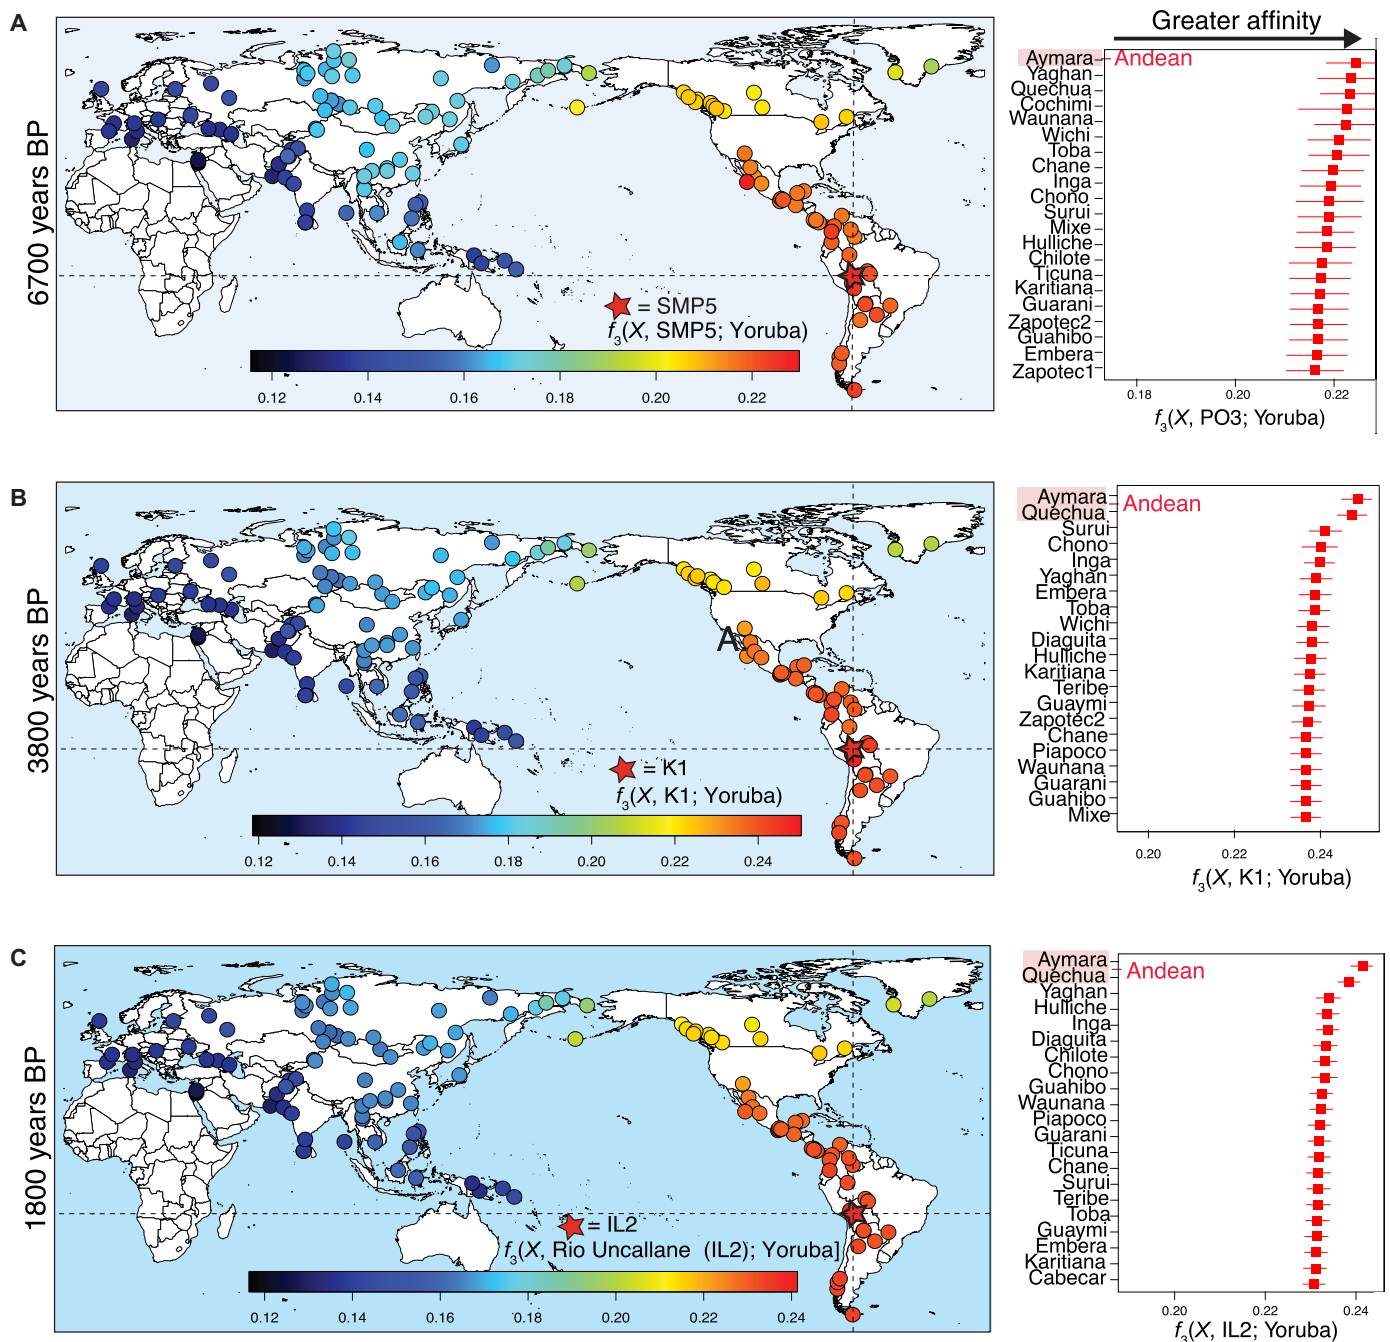 A
6700 years BP
= SMP5
f3(X, SMP5; Yoruba)
0.12 0.14 0.16 0.18 0.20 0.22
Greater affinity
Aymara
Andean
Yaghan
Quechua
Cochimi
Waunana
Wichi
Toba
Chane
Inga
Chono
Surui
Mixe
Hulliche
Chilote
Ticuna
Karitiana
Guarani
Zapotec2
Guahibo
Embera
Zapotec1
0.18 0.20 0.22
f3(X, PO3; Yoruba)
B
3800 years BP
A
= K1
f3(X, K1; Yoruba)
0.12 0.14 0.16 0.18 0.20 0.22 0.24
Aymara
Andean
Quechua
Surui
Chono
Inga
Yaghan
Embera
Toba
Wichi
Diaguita
Hulliche
Karitiana
Teribe
Guaymi
Zapotec2
Chane
Piapoco
Waunana
Guarani
Guahibo
Mixe
0.20 0.22 0.24
f3(X, K1; Yoruba)
C
1800 years BP
= IL2
f3(X, Rio Uncallane (IL2); Yoruba]
0.12 0.14 0.16 0.18 0.20 0.22 0.24
Aymara
Andean
Quechua
Yaghan
Hulliche
Inga
Diaguita
Chilote
Chono
Guahibo
Waunana
Piapoco
Guarani
Ticuna
Chane
Surui
Teribe
Toba
Guaymi
Embera
Karitiana
Cabecar
0.20 0.22 0.24
f3(X, IL2; Yoruba)